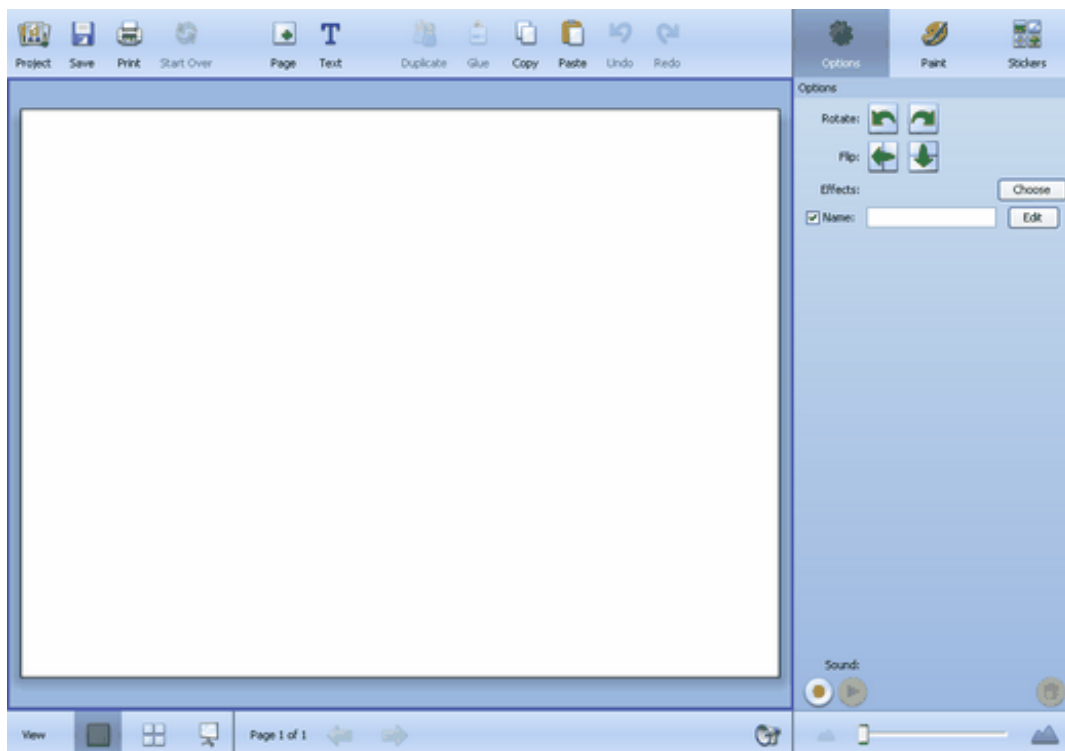 Project Save Print Start Over Page Text Duplicate Glue Copy Paste Undo Redo Options Paint Stickers
Options
Rotate:
Flip:
Effects: Choose
Name: Edit
Sound:
View Page 1 of 1